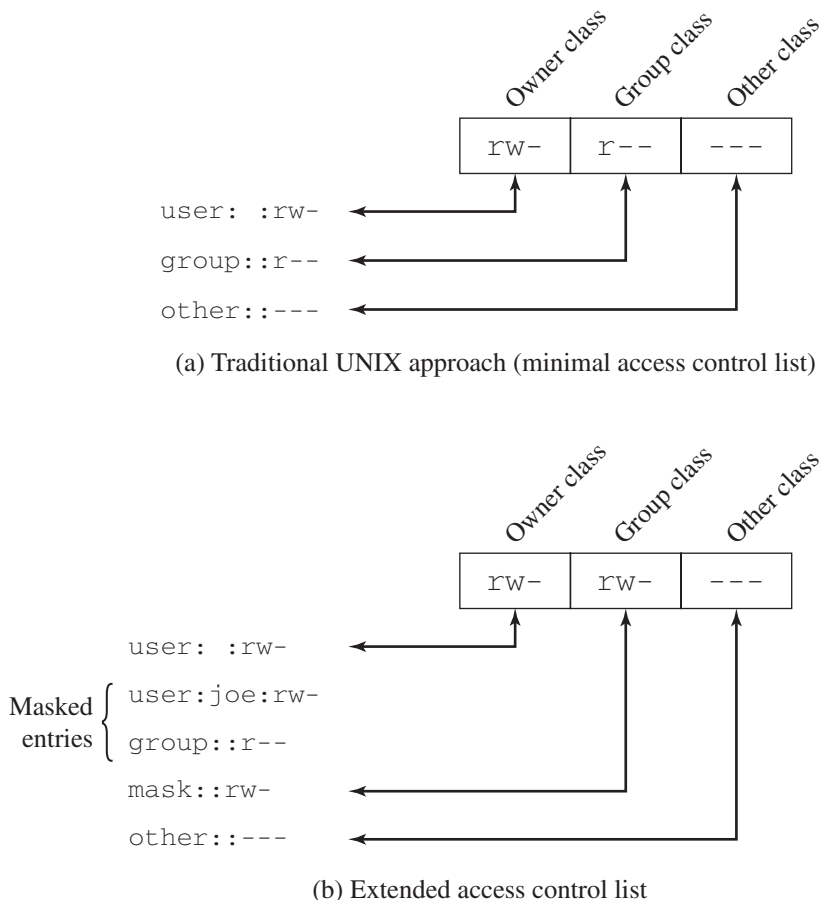 Owner class
Group class
Other class
rw- r-- ---
user: :rw-
group::r--
other::---
(a) Traditional UNIX approach (minimal access control list)
Owner class
Group class
Other class
rw- rw- ---
user: :rw-
Masked entries
user:joe:rw-
group::r--
mask::rw-
other::---
(b) Extended access control list